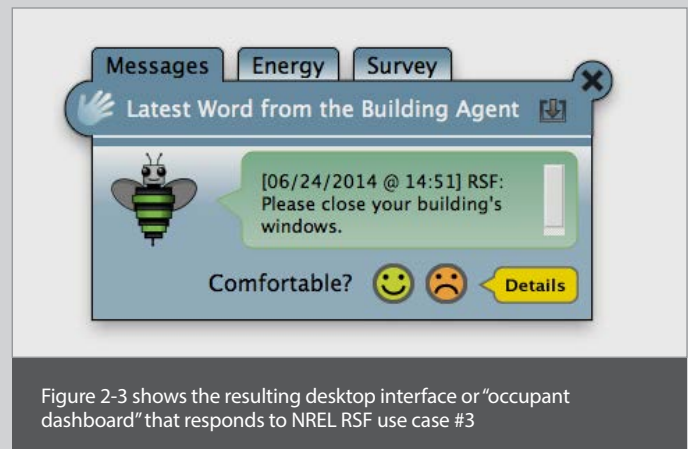 Messages Energy Survey
Latest Word from the Building Agent
[06/24/2014 @ 14:51] RSF:
Please close your building's
windows.
Comfortable? Details
Figure 2-3 shows the resulting desktop interface or “occupant
dashboard” that responds to NREL RSF use case #3